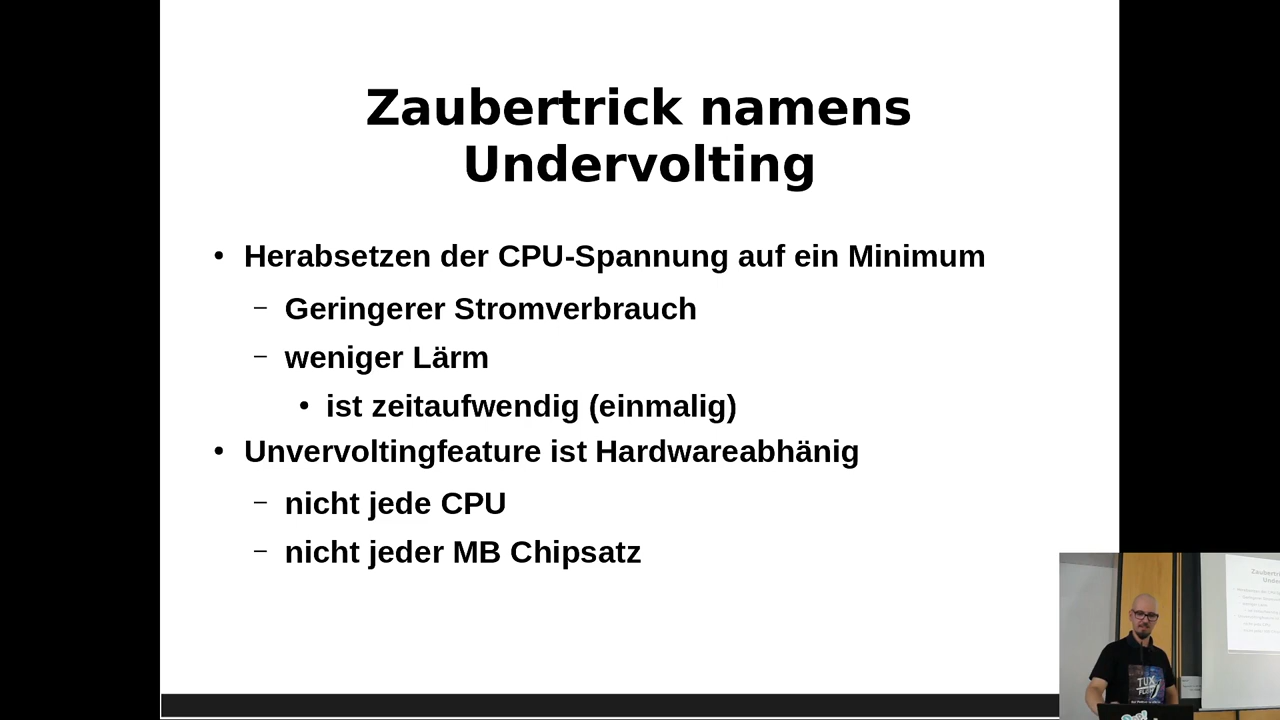 Zaubertrick namens
Undervolting
• Herabsetzen der CPU-Spannung auf ein Minimum
– Geringerer Stromverbrauch
– weniger Lärm
• ist zeitaufwendig (einmalig)
• Unvervoltingfeature ist Hardwareabhänig
– nicht jede CPU
– nicht jeder MB Chipsatz
TUX